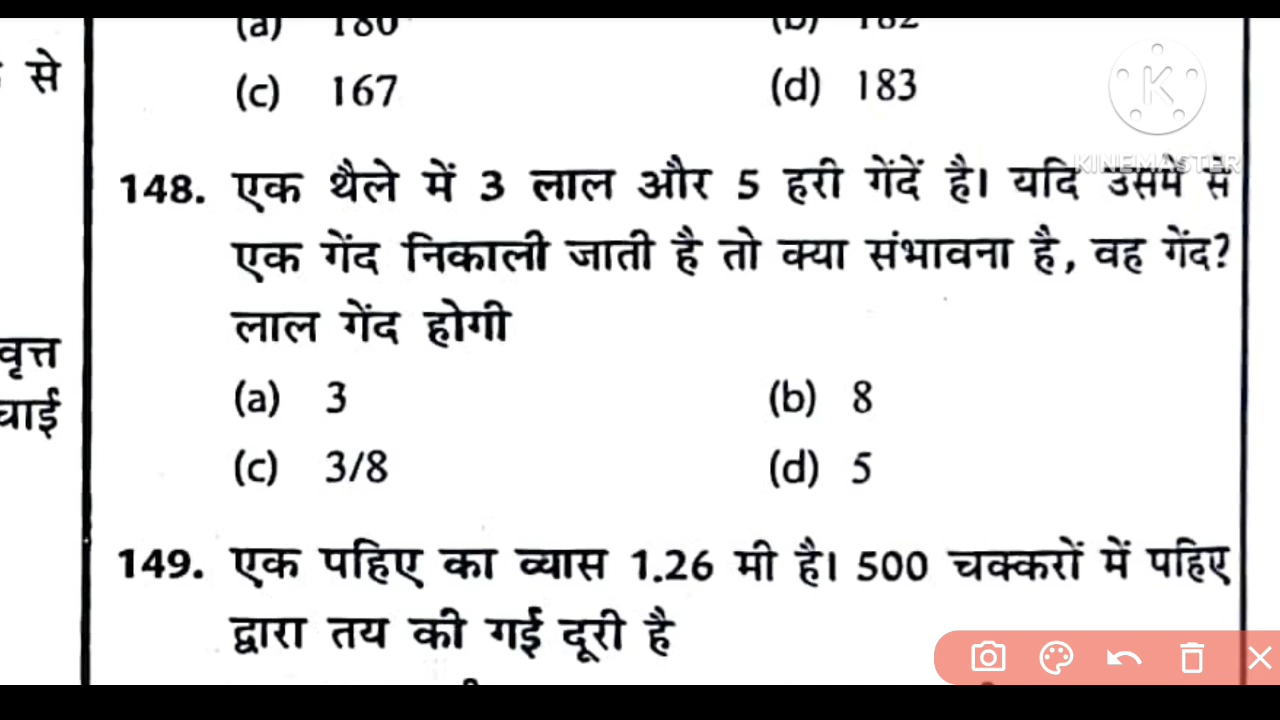 से
(c) 167 (d) 183
148. एक थैले में 3 लाल और 5 हरी गेंदें है। यदि उसमें से
KINEMASTER
एक गेंद निकाली जाती है तो क्या संभावना है, वह गेंद?
लाल गेंद होगी
वृत्त
(a) 3 (b) 8
(c) 3/8 (d) 5
149. एक पहिए का व्यास 1.26 मी है। 500 चक्करों में पहिए
द्वारा तय की गई दूरी है